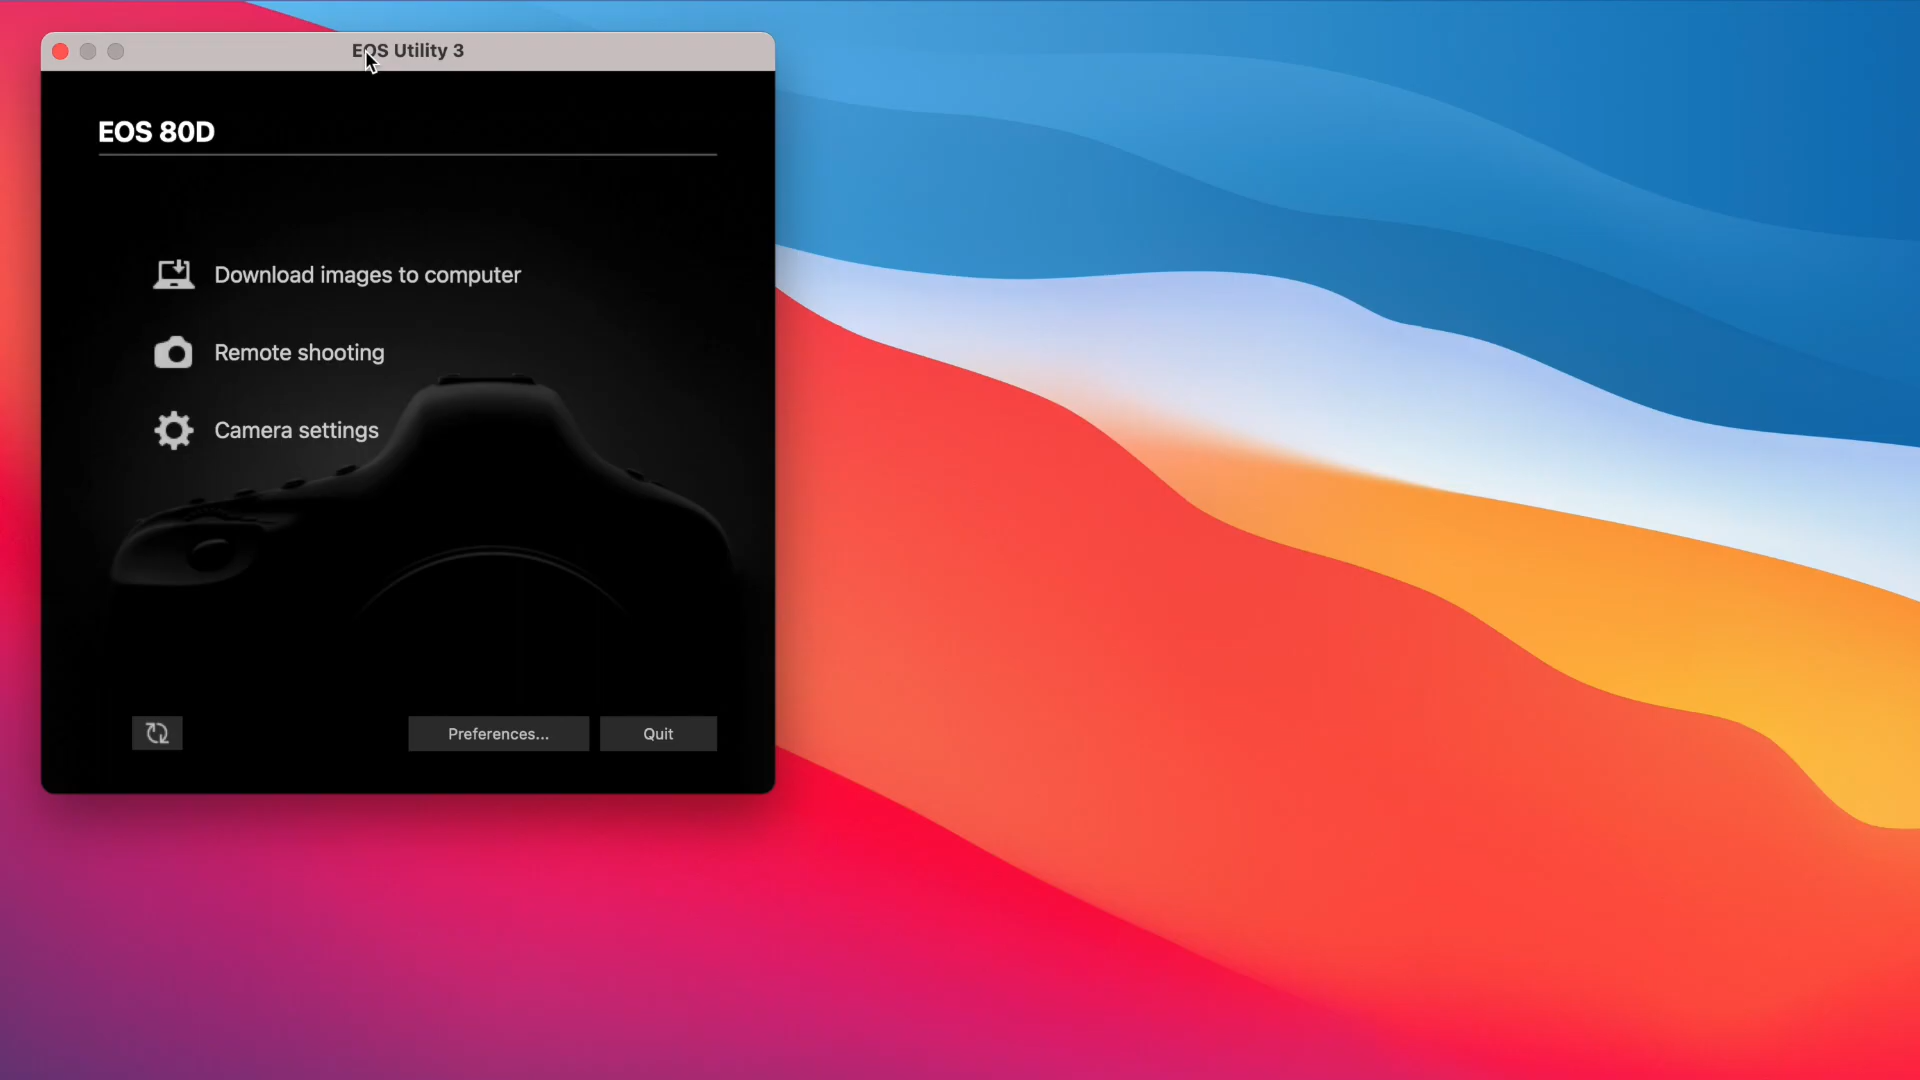 EOS Utility 3
EOS 80D
Download images to computer
Remote shooting
Camera settings
Preferences...
Quit